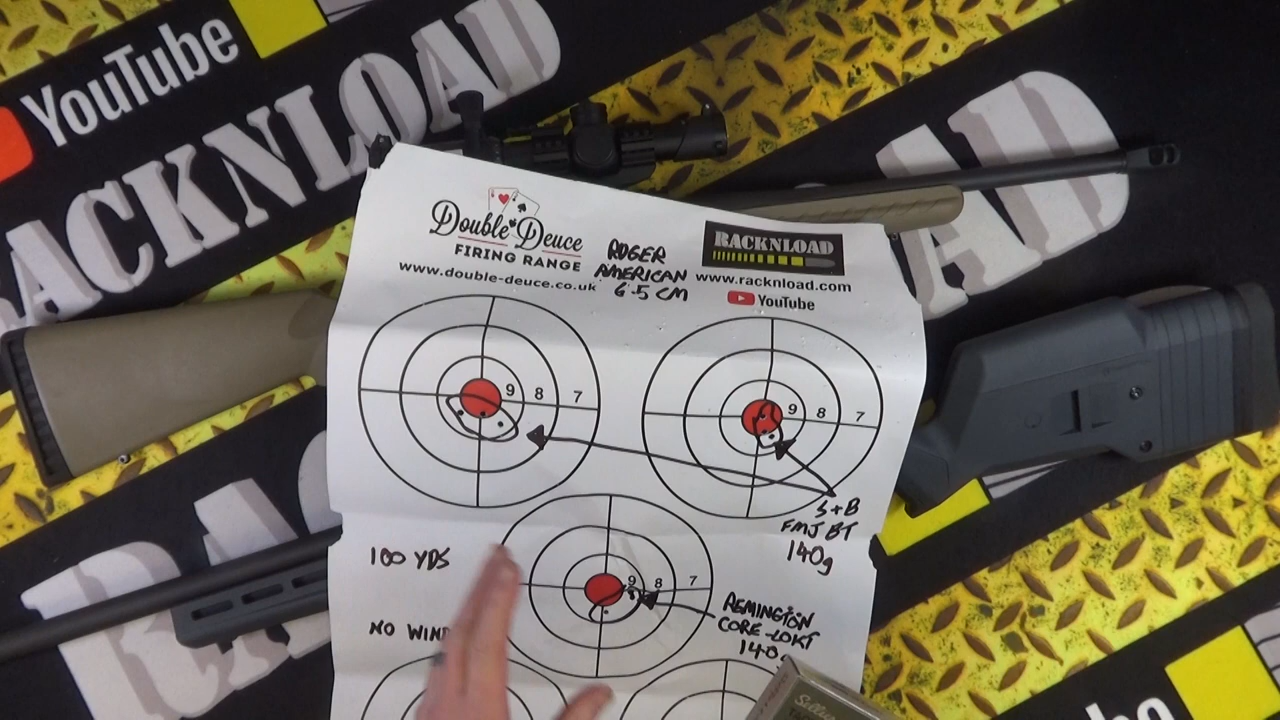 YouTube
RACKNLOAD
Double Deuce
FIRING RANGE
www.double-deuce.co.uk
ROGER
AMERICAN
6.5 CM
RACKNLOAD
www.racknload.com
YouTube
9 8 7
9 8 7
S+B
FMJ BT
140g
100 YDS
9 8 7
NO WIND
REMINGTON
CORE-LOKT
140g